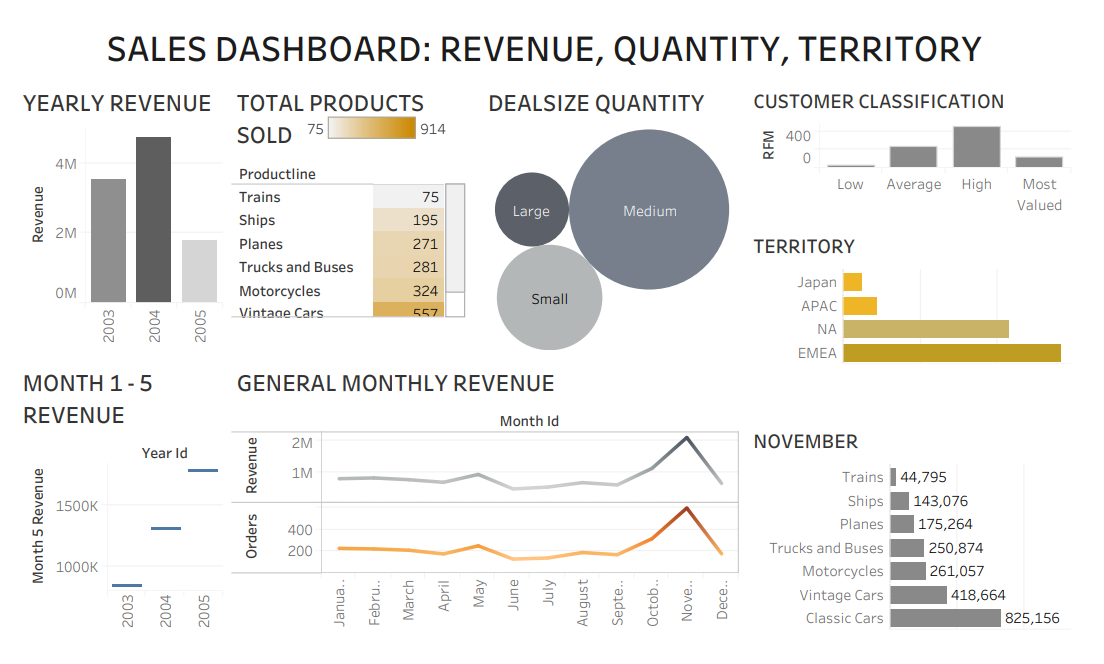 SALES DASHBOARD: REVENUE, QUANTITY, TERRITORY
YEARLY REVENUE
4M
2M
0M
Revenue
2003
2004
2005
TOTAL PRODUCTS
SOLD
75
914
Productline
Trains 75
Ships 195
Planes 271
Trucks and Buses 281
Motorcycles 324
Vintage Cars 557
DEALSIZE QUANTITY
Large
Medium
Small
CUSTOMER CLASSIFICATION
RFM
400
0
Low
Average
High
Most
Valued
TERRITORY
Japan
APAC
NA
EMEA
MONTH 1 - 5
REVENUE
Year Id
Month 5 Revenue
1500K
1000K
2003
2004
2005
GENERAL MONTHLY REVENUE
Month Id
Revenue
2M
1M
Orders
400
200
Janua..
Febru..
March
April
May
June
July
August
Septe..
Octob..
Nove..
Dece..
NOVEMBER
Trains 44,795
Ships 143,076
Planes 175,264
Trucks and Buses 250,874
Motorcycles 261,057
Vintage Cars 418,664
Classic Cars 825,156